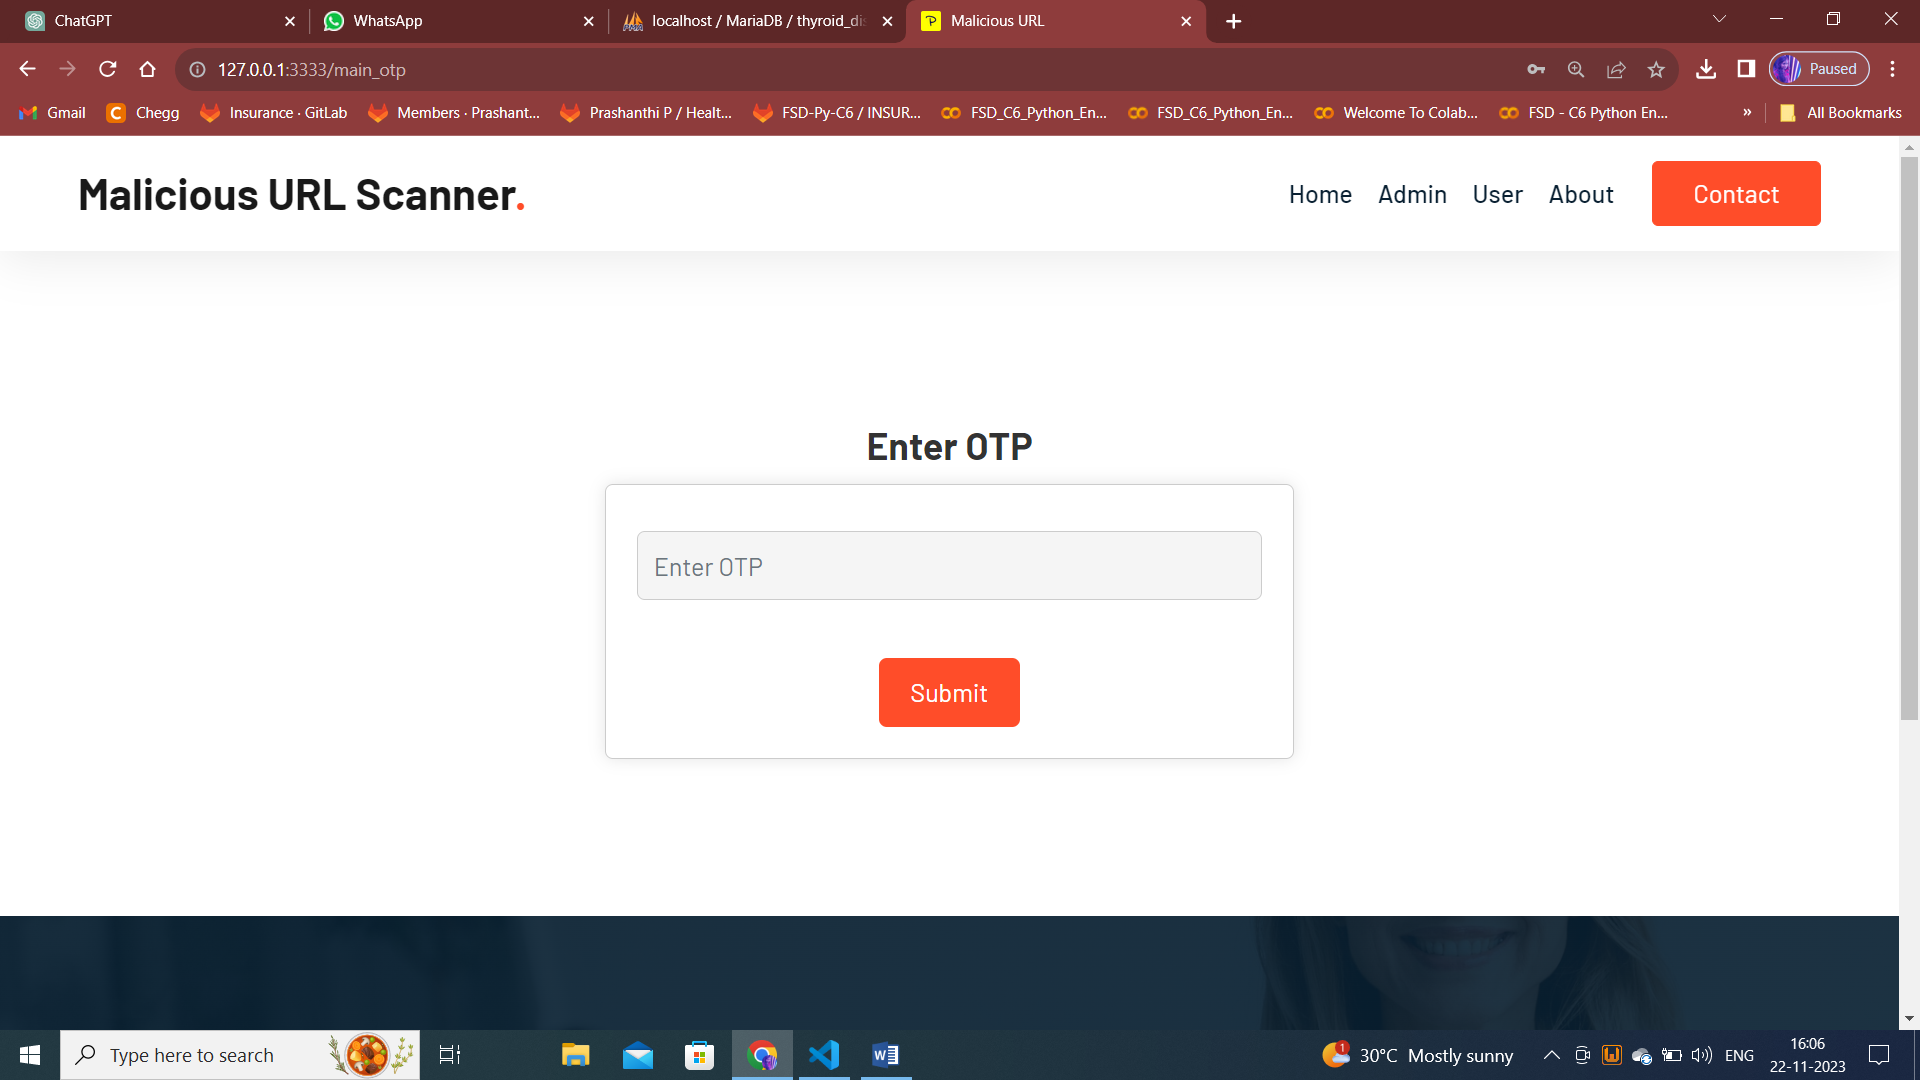 ChatGPT
WhatsApp
localhost / MariaDB / thyroid_dis
Malicious URL
127.0.0.1:3333/main_otp
Paused
Gmail
Chegg
Insurance · GitLab
Members · Prashant...
Prashanthi P / Healt...
FSD-Py-C6 / INSUR...
FSD_C6_Python_En...
FSD_C6_Python_En...
Welcome To Colab...
FSD - C6 Python En...
»
All Bookmarks
Malicious URL Scanner.
Home
Admin
User
About
Contact
Enter OTP
Enter OTP
Submit
Type here to search
1
30°C Mostly sunny
ENG
16:06
22-11-2023